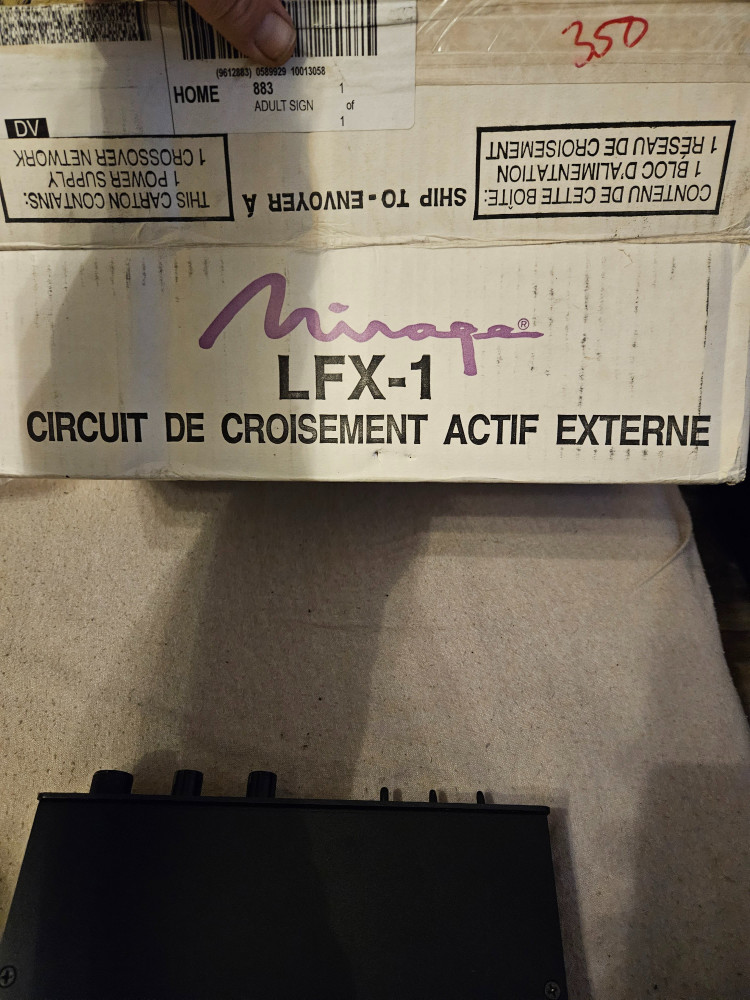 350
(9612883) 0589929 10013058
HOME
883
ADULT SIGN
1
of
1
DV
THIS CARTON CONTAINS:
1 POWER SUPPLY
1 CROSSOVER NETWORK
SHIP TO - ENVOYER À
CONTENU DE CETTE BOÎTE:
1 BLOC D'ALIMENTATION
1 RÉSEAU DE CROISEMENT
Mirage®
LFX-1
CIRCUIT DE CROISEMENT ACTIF EXTERNE